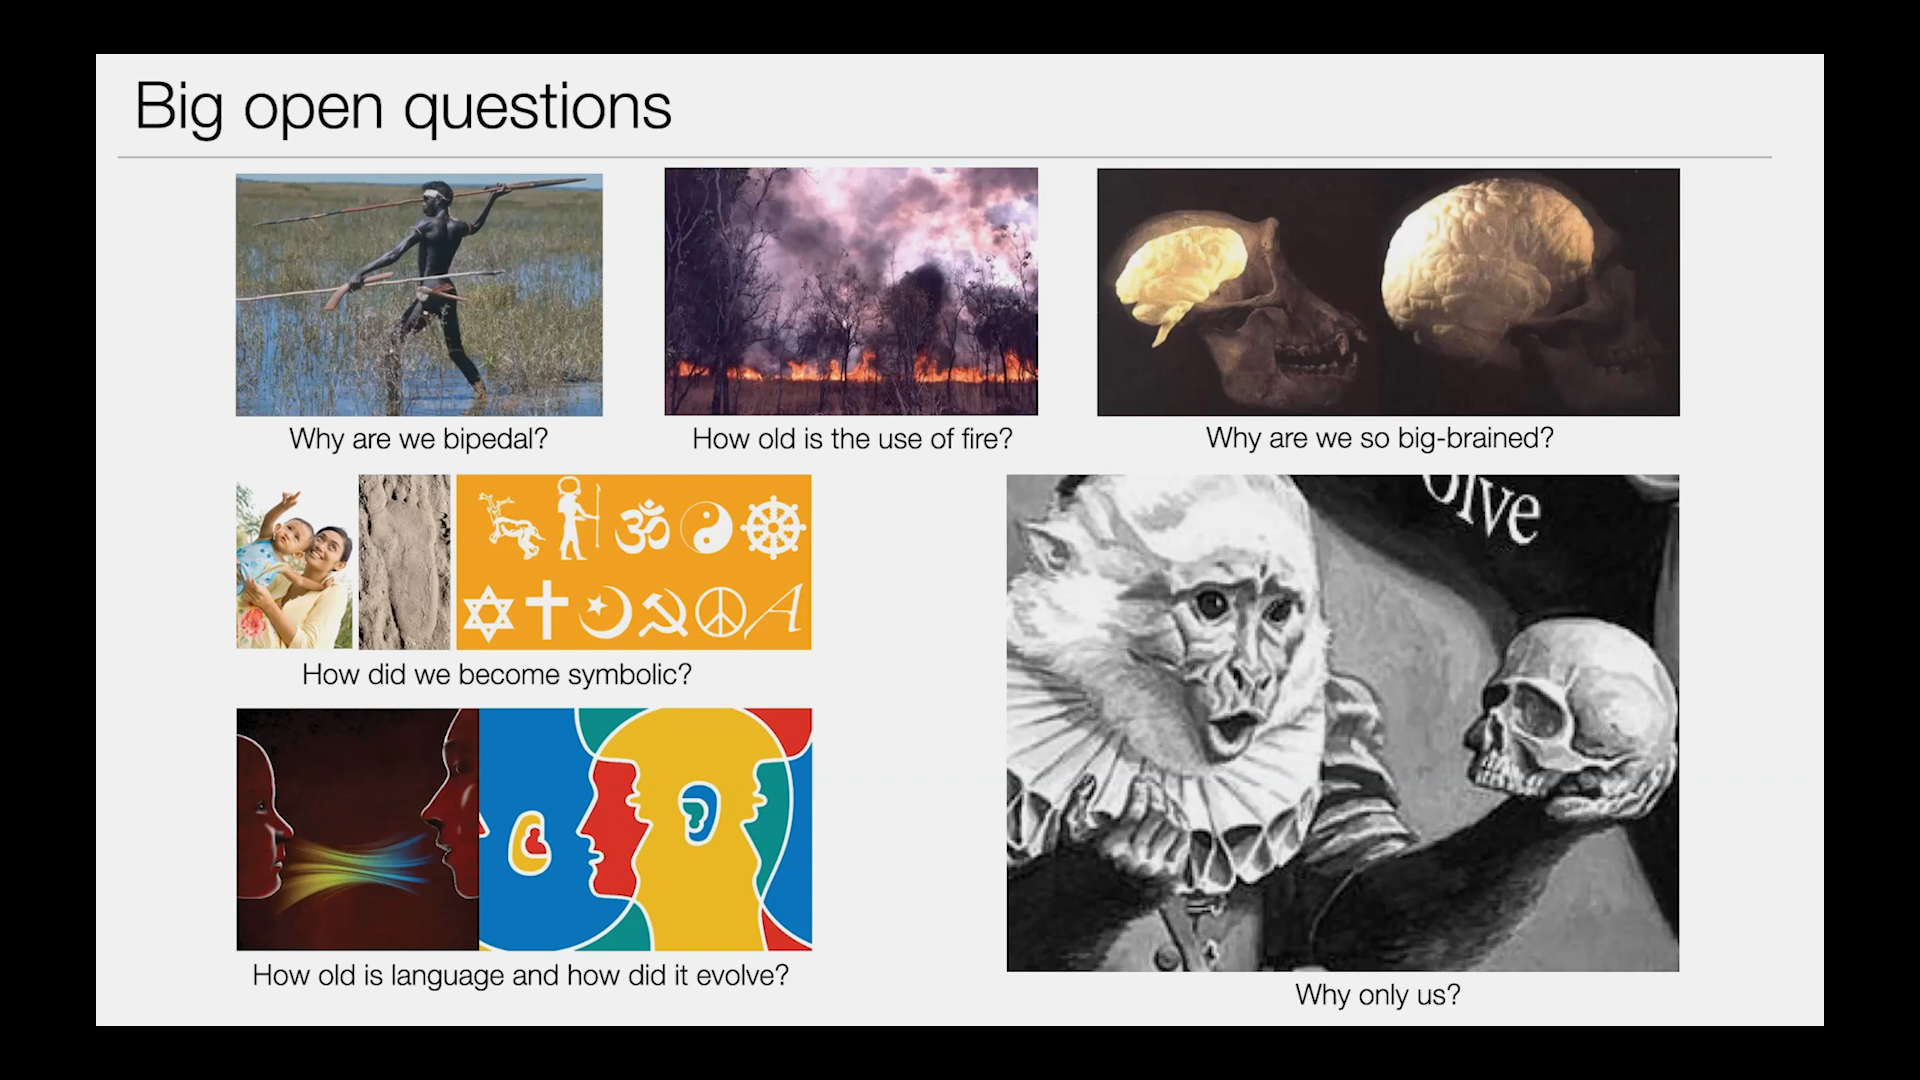 Big open questions
Why are we bipedal?
How old is the use of fire?
Why are we so big-brained?
How did we become symbolic?
olve
How old is language and how did it evolve?
Why only us?